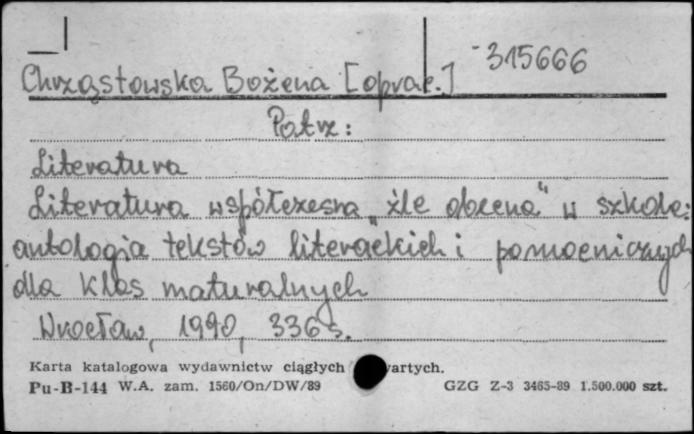 315666
Chrząstowska Bożena [oprac.]
Patrz:
Literatura
Literatura współczesna „źle obecna" w szkole:
antologia tekstów literackich i pomocniczych
dla klas maturalnych
Wrocław, 1990, 336 s.
Karta katalogowa wydawnictw ciągłych wartych.
Pu-B-144 W.A. zam. 1560/On/DW/89 GZG Z-3 3465-89 1.500.000 szt.